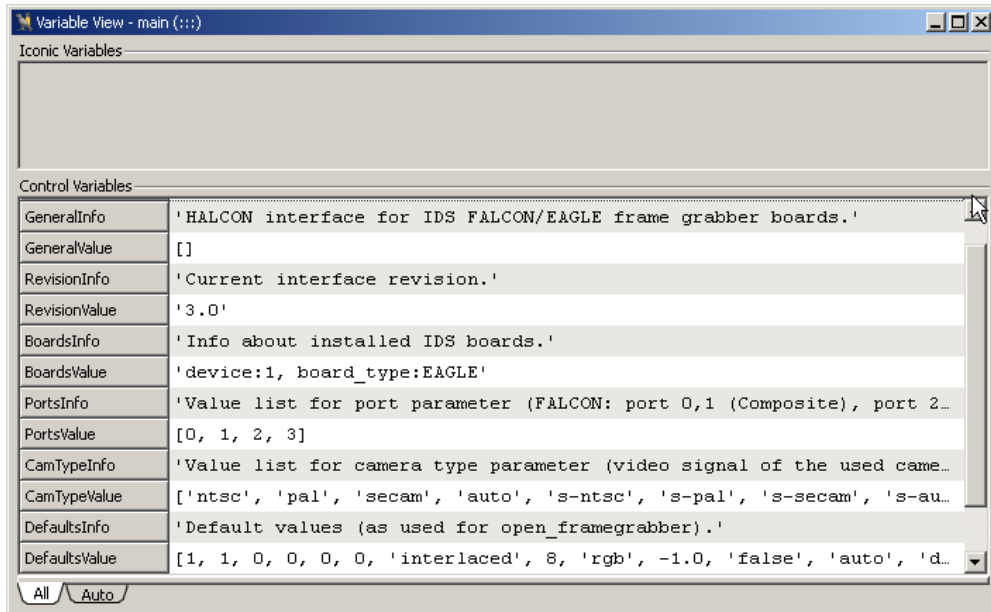 Variable View - main (:::)
Iconic Variables
Control Variables
GeneralInfo 'HALCON interface for IDS FALCON/EAGLE frame grabber boards.'
GeneralValue []
RevisionInfo 'Current interface revision.'
RevisionValue '3.0'
BoardsInfo 'Info about installed IDS boards.'
BoardsValue 'device:1, board_type:EAGLE'
PortsInfo 'Value list for port parameter (FALCON: port 0,1 (Composite), port 2…
PortsValue [0, 1, 2, 3]
CamTypeInfo 'Value list for camera type parameter (video signal of the used came…
CamTypeValue ['ntsc', 'pal', 'secam', 'auto', 's-ntsc', 's-pal', 's-secam', 's-au…
DefaultsInfo 'Default values (as used for open_framegrabber).'
DefaultsValue [1, 1, 0, 0, 0, 0, 'interlaced', 8, 'rgb', -1.0, 'false', 'auto', 'd…
All Auto